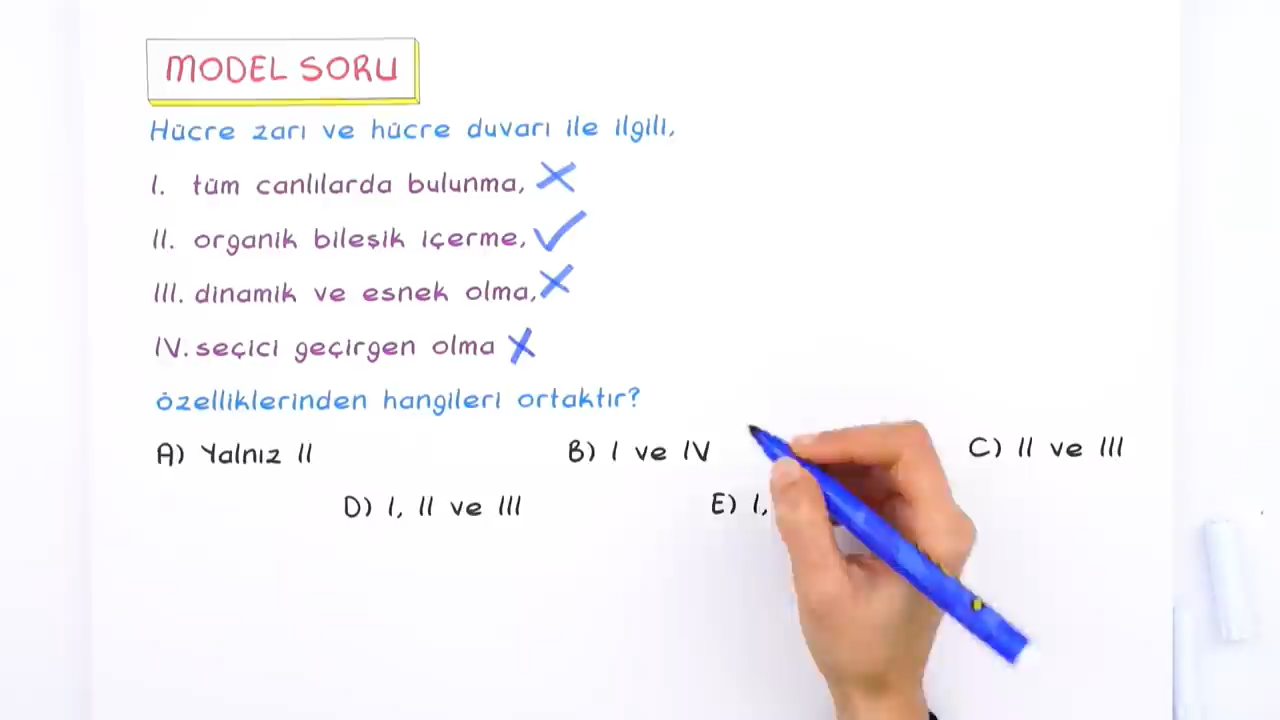 MODEL SORU
Hücre zarı ve hücre duvarı ile ilgili,
I. tüm canlılarda bulunma,
II. organik bileşik içerme,
III. dinamik ve esnek olma,
IV. seçici geçirgen olma
özelliklerinden hangileri ortaktır?
A) Yalnız II B) I ve IV C) II ve III
D) I, II ve III E) I,